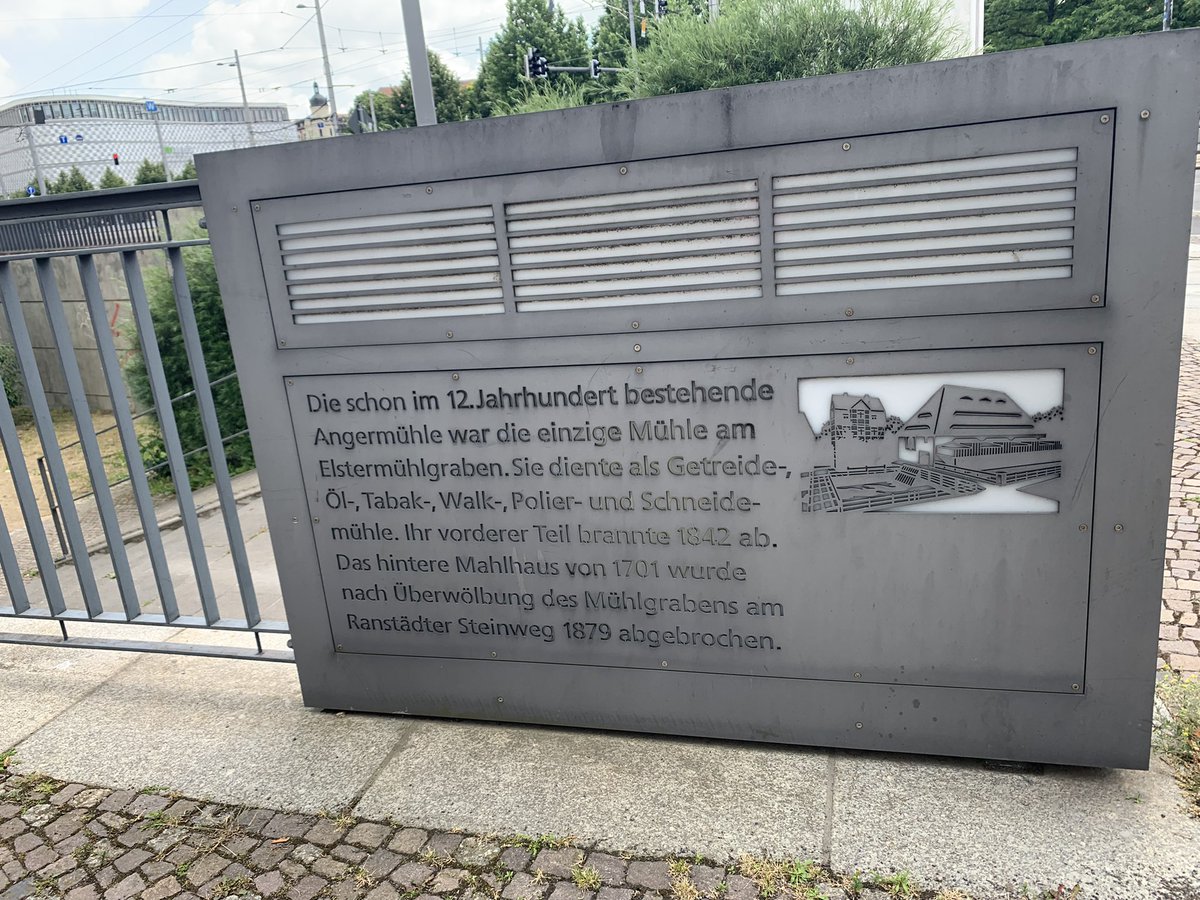 Die schon im 12. Jahrhundert bestehende
Angermühle war die einzige Mühle am
Elstermühlgraben. Sie diente als Getreide-,
Öl-, Tabak-, Walk-, Polier- und Schneide-
mühle. Ihr vorderer Teil brannte 1842 ab.
Das hintere Mahlhaus von 1701 wurde
nach Überwölbung des Mühlgrabens am
Ranstädter Steinweg 1879 abgebrochen.